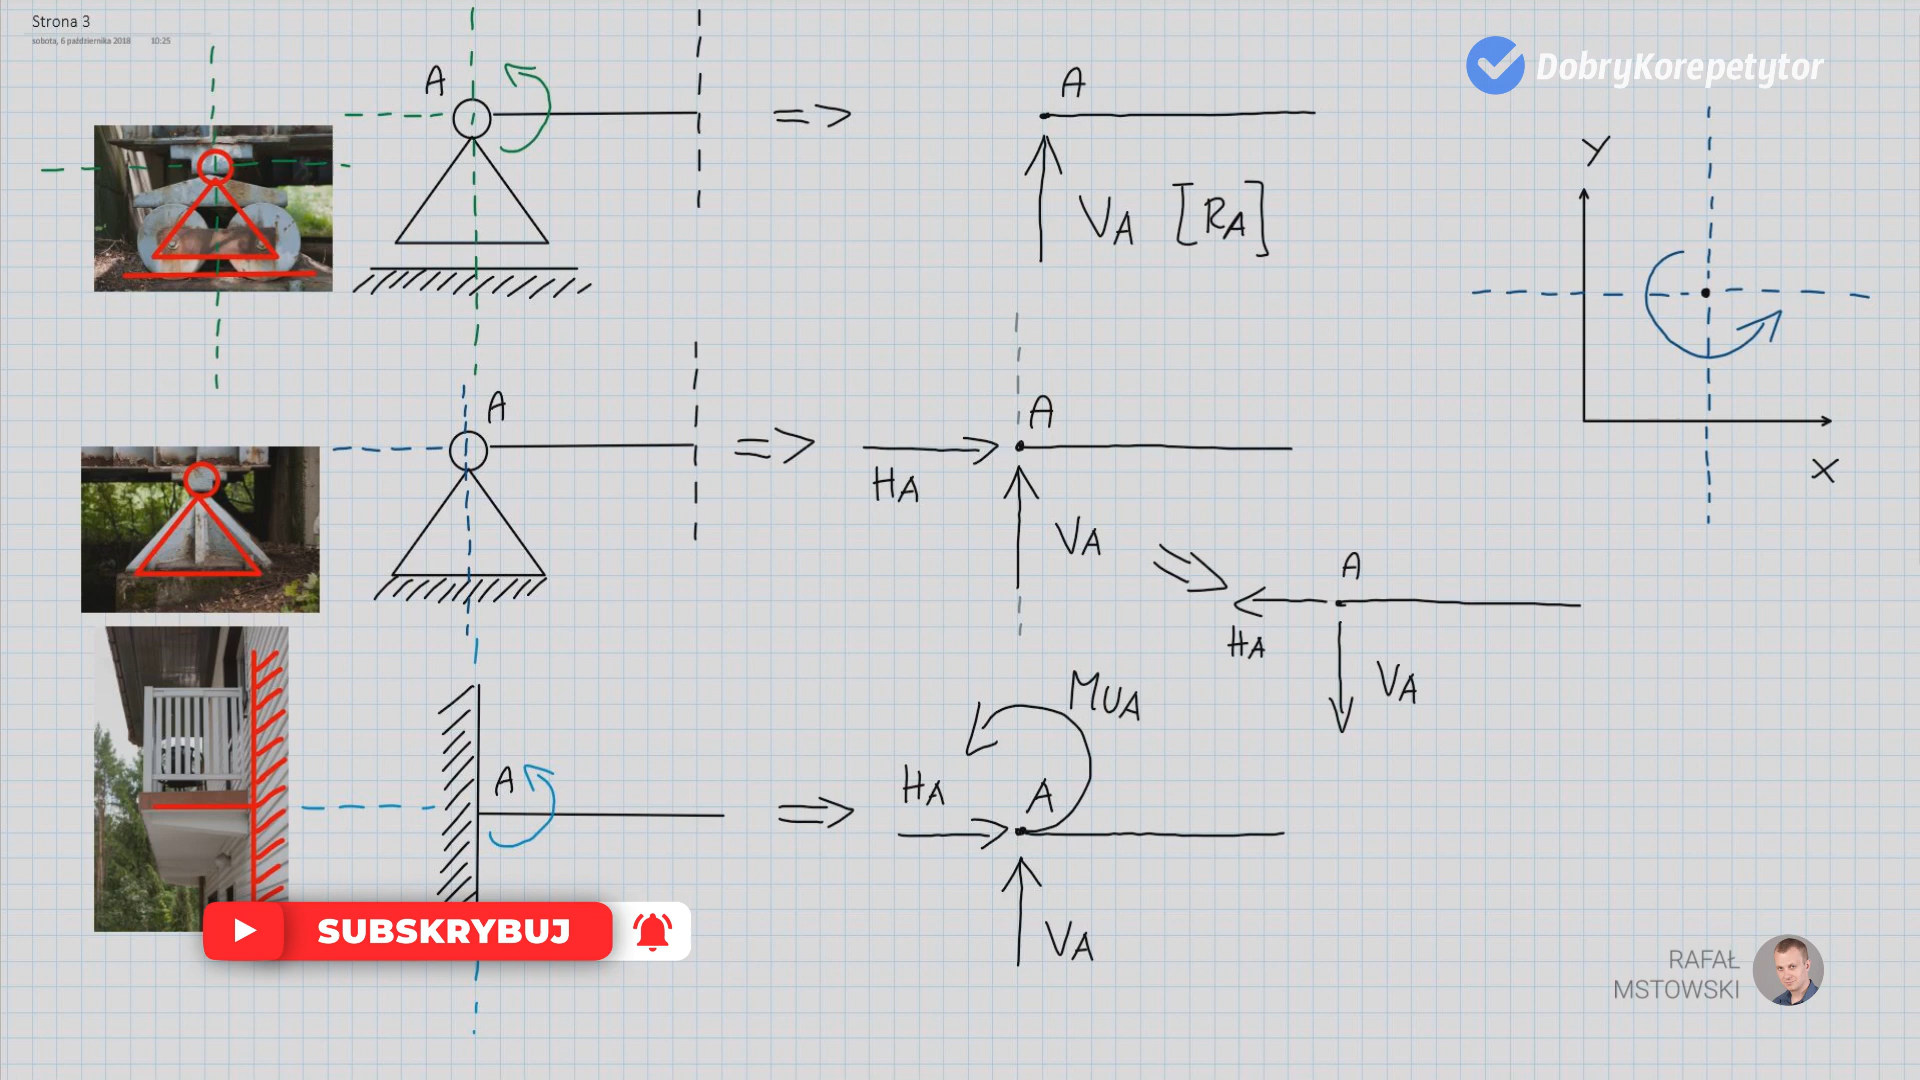 Strona 3
sobota, 6 października 2018 10:25
DobryKorepetytor
A
A
VA [RA]
Y
X
A
A
HA
VA
A
HA
VA
A
MUA
HA
A
VA
SUBSKRYBUJ
RAFAŁ
MSTOWSKI